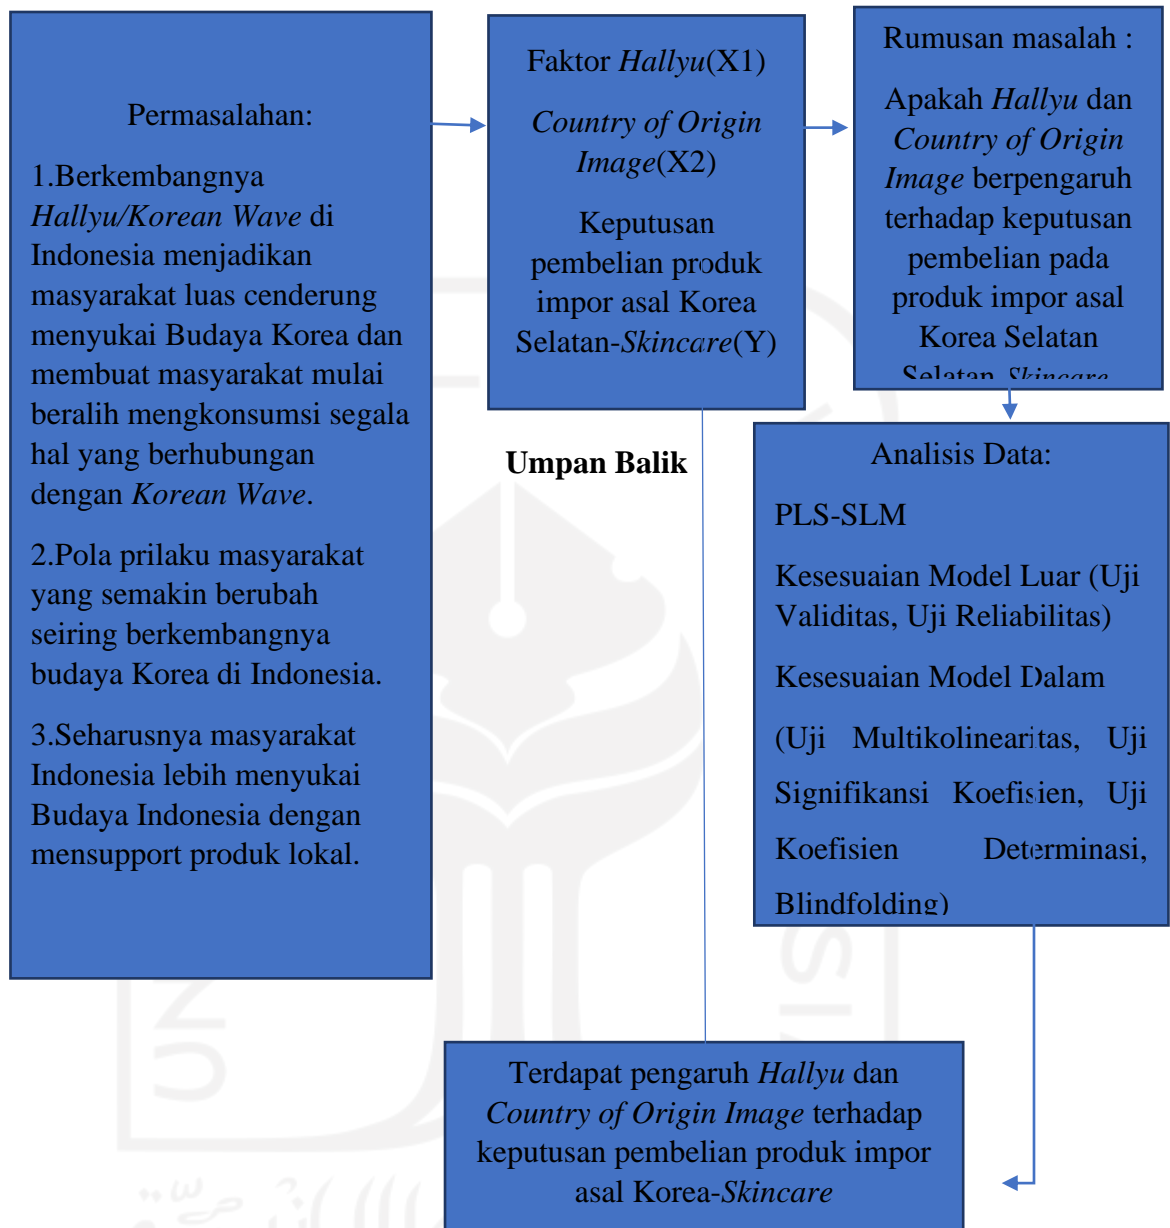 Permasalahan:
1.Berkembangnya
Hallyu/Korean Wave di
Indonesia menjadikan
masyarakat luas cenderung
menyukai Budaya Korea dan
membuat masyarakat mulai
beralih mengkonsumsi segala
hal yang berhubungan
dengan Korean Wave.
2.Pola prilaku masyarakat
yang semakin berubah
seiring berkembangnya
budaya Korea di Indonesia.
3.Seharusnya masyarakat
Indonesia lebih menyukai
Budaya Indonesia dengan
mensupport produk lokal.
Faktor Hallyu(X1)
Country of Origin
Image(X2)
Keputusan
pembelian produk
impor asal Korea
Selatan-Skincare(Y)
Rumusan masalah :
Apakah Hallyu dan
Country of Origin
Image berpengaruh
terhadap keputusan
pembelian pada
produk impor asal
Korea Selatan
Selatan-Skincare
Umpan Balik
Analisis Data:
PLS-SLM
Kesesuaian Model Luar (Uji
Validitas, Uji Reliabilitas)
Kesesuaian Model Dalam
(Uji Multikolinearitas, Uji
Signifikansi Koefisien, Uji
Koefisien Determinasi,
Blindfolding)
Terdapat pengaruh Hallyu dan
Country of Origin Image terhadap
keputusan pembelian produk impor
asal Korea-Skincare